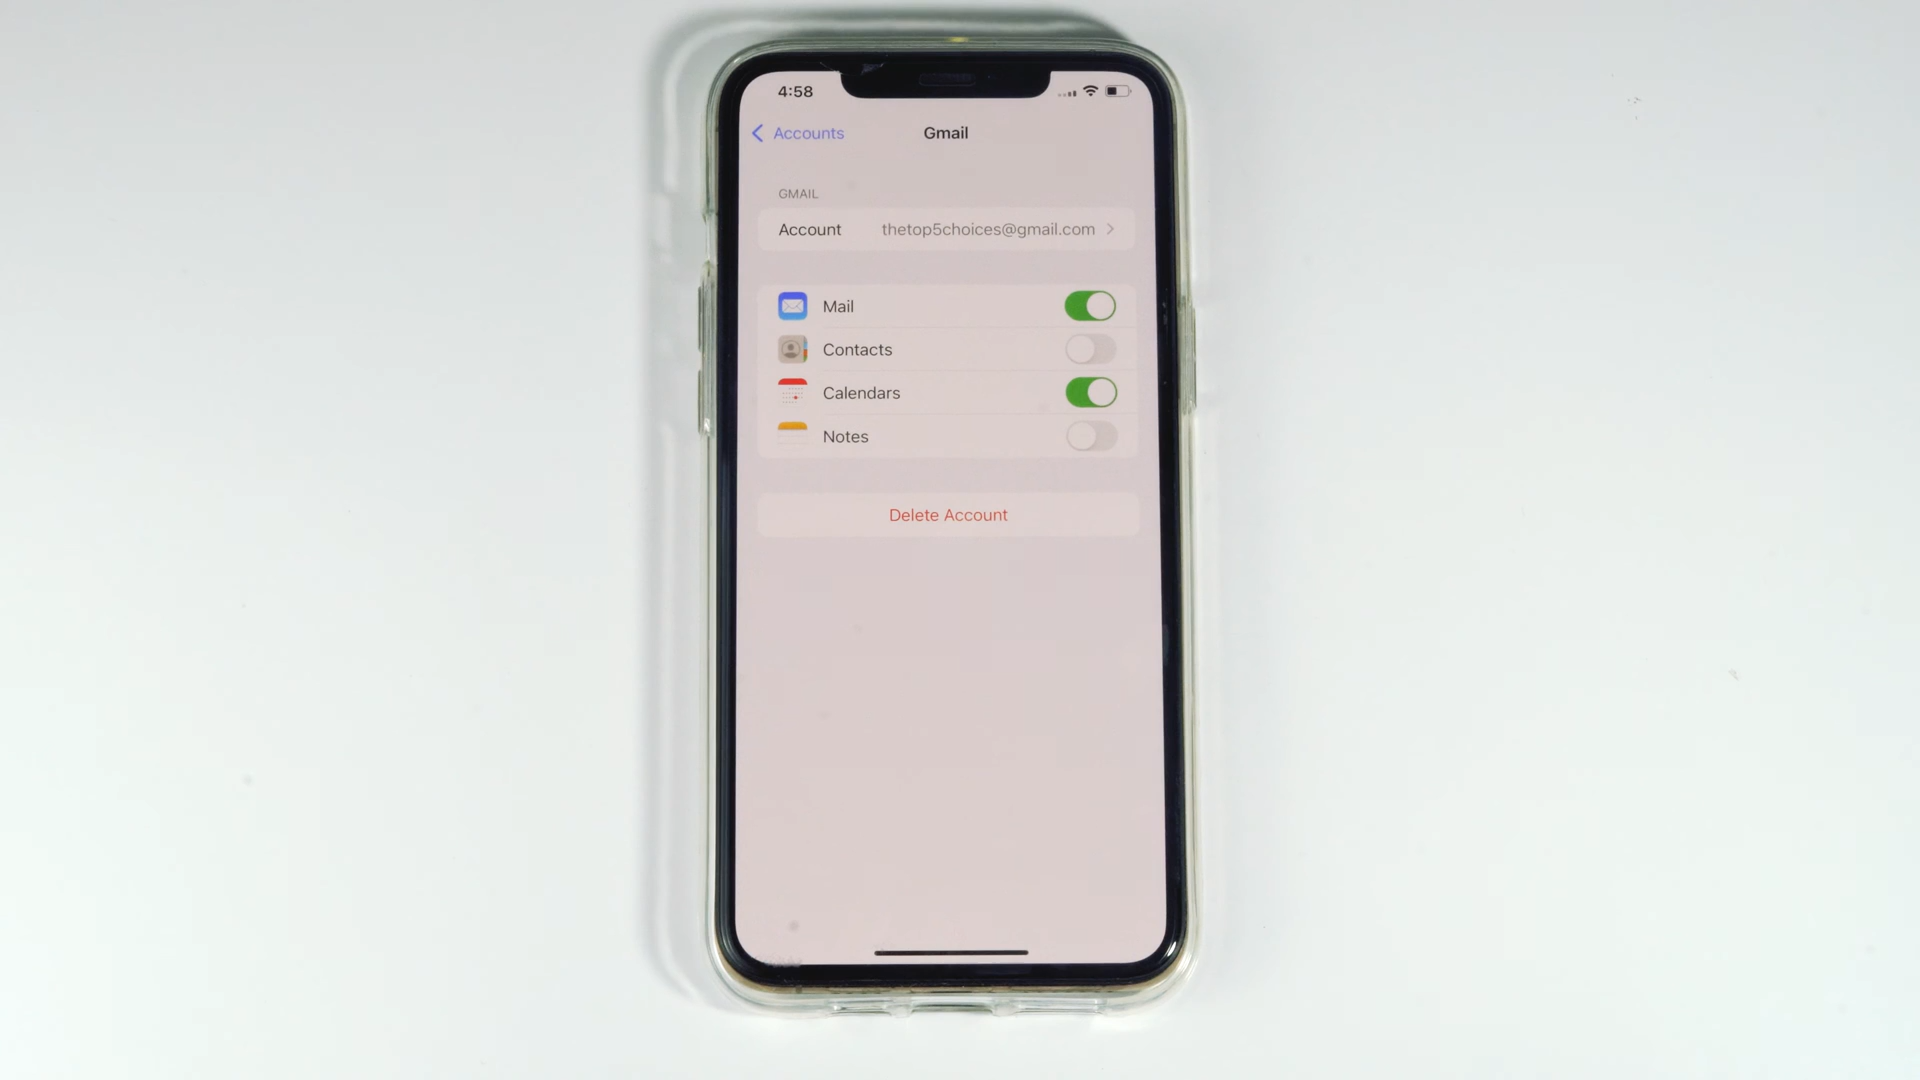 4:58
Accounts
Gmail
GMAIL
Account thetop5choices@gmail.com
Mail
Contacts
Calendars
Notes
Delete Account